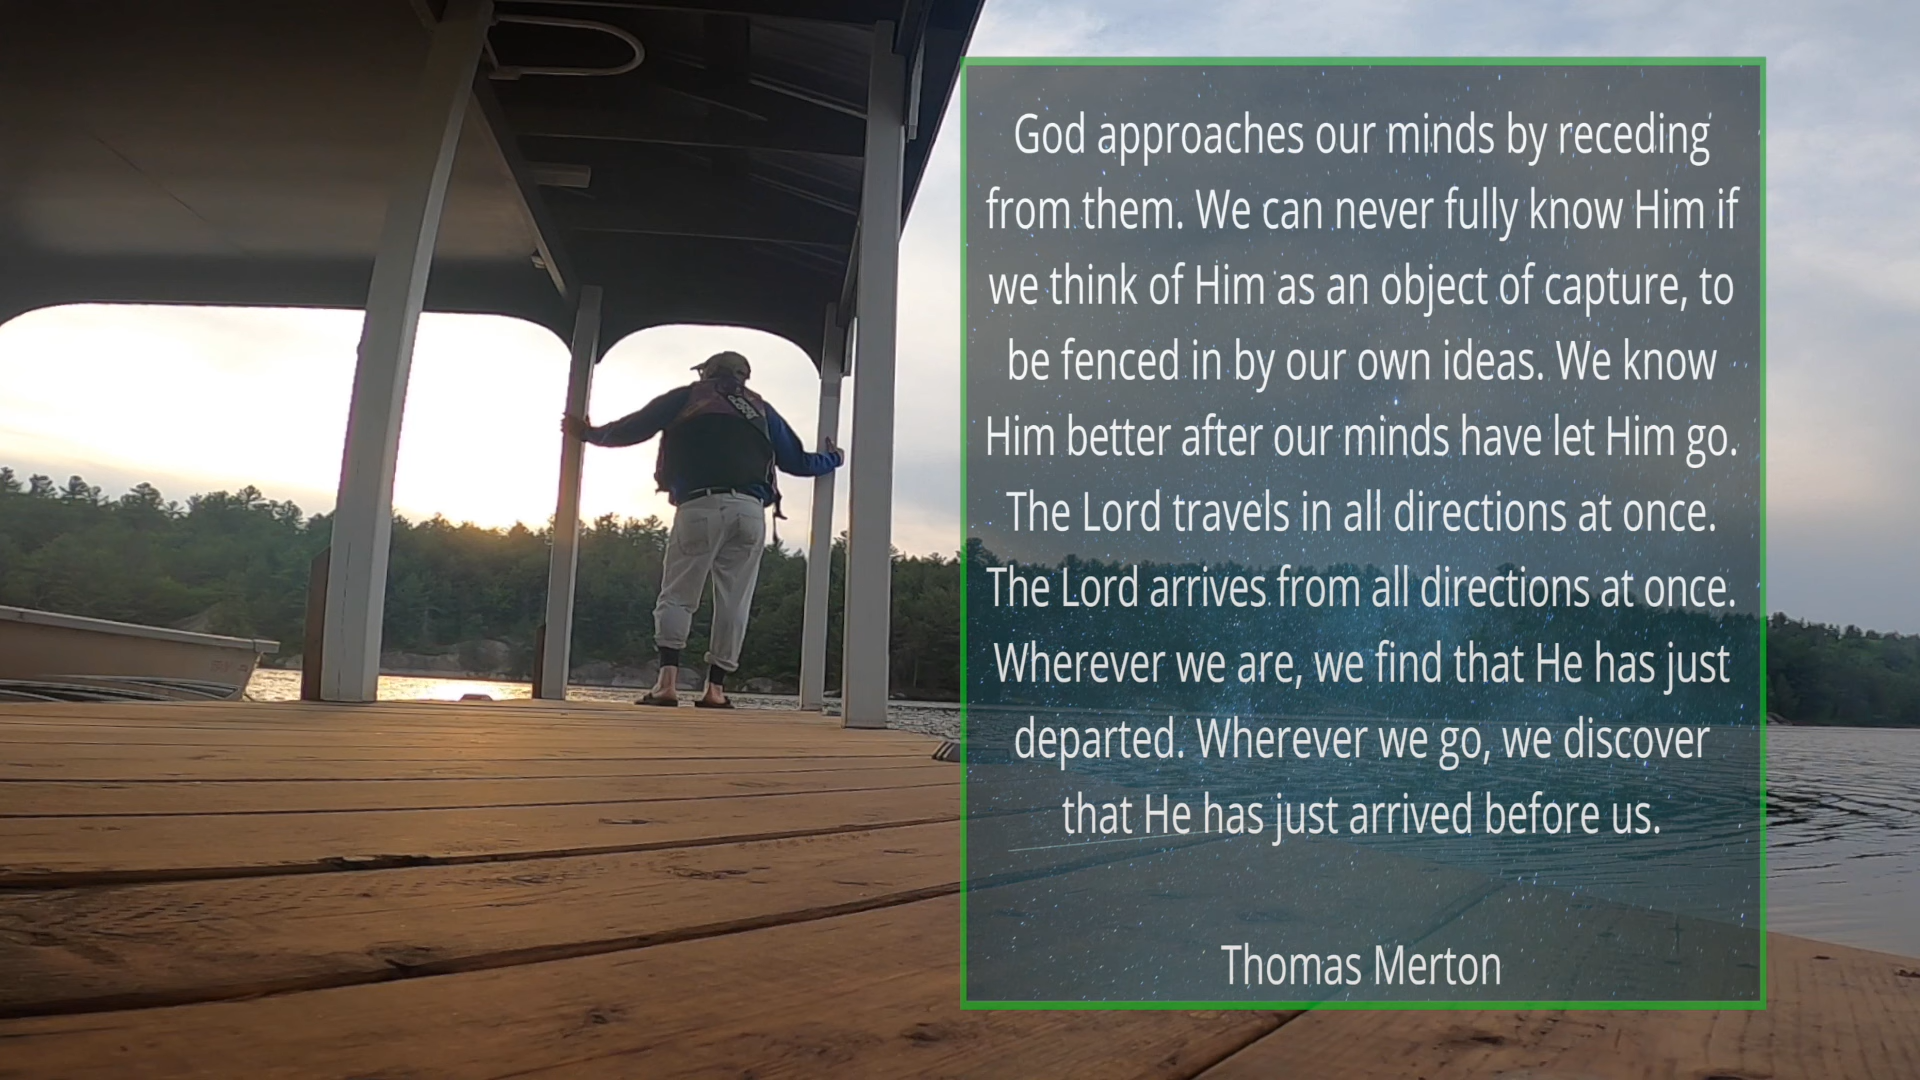 God approaches our minds by receding
from them. We can never fully know Him if
we think of Him as an object of capture, to
be fenced in by our own ideas. We know
Him better after our minds have let Him go.
The Lord travels in all directions at once.
The Lord arrives from all directions at once.
Wherever we are, we find that He has just
departed. Wherever we go, we discover
that He has just arrived before us.
Thomas Merton